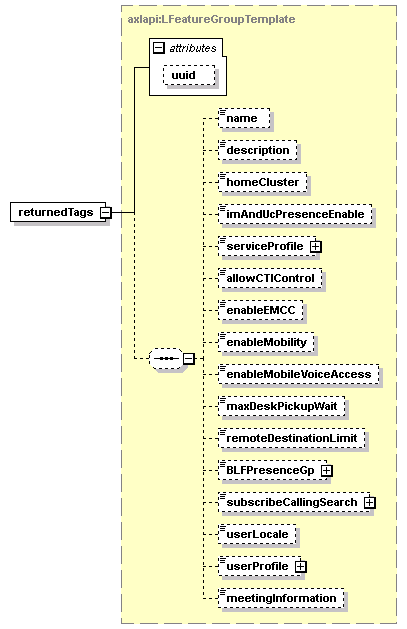 axlapi:LFeatureGroupTemplate
attributes
uuid
name
description
homeCluster
returnedTags
imAndUcPresenceEnable
serviceProfile
allowCTIControl
enableEMCC
enableMobility
enableMobileVoiceAccess
maxDeskPickupWait
remoteDestinationLimit
BLFPresenceGp
subscribeCallingSearch
userLocale
userProfile
meetingInformation